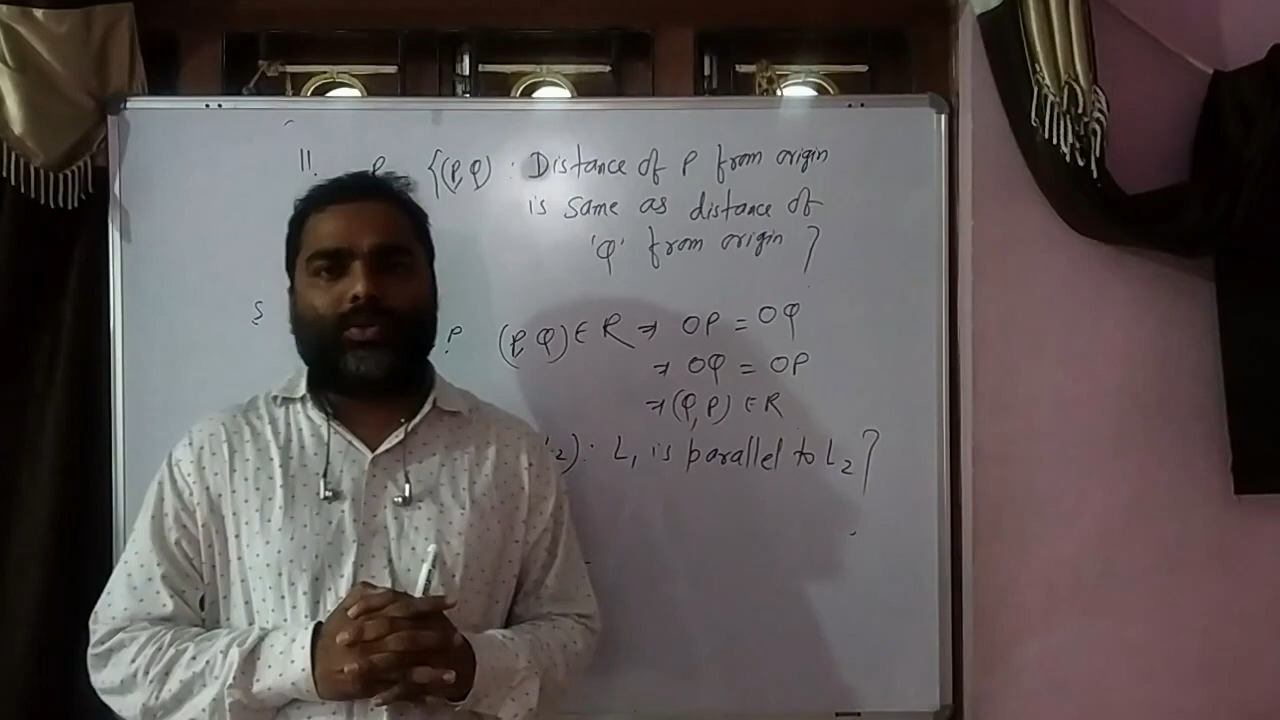 11. {(P,Q) : Distance of P from origin
is same as distance of
'Q' from origin }
(P, Q) ∈ R ⇒ OP = OQ
⇒ OQ = OP
⇒ (Q, P) ∈ R
2) : L₁ is parallel to L₂ }